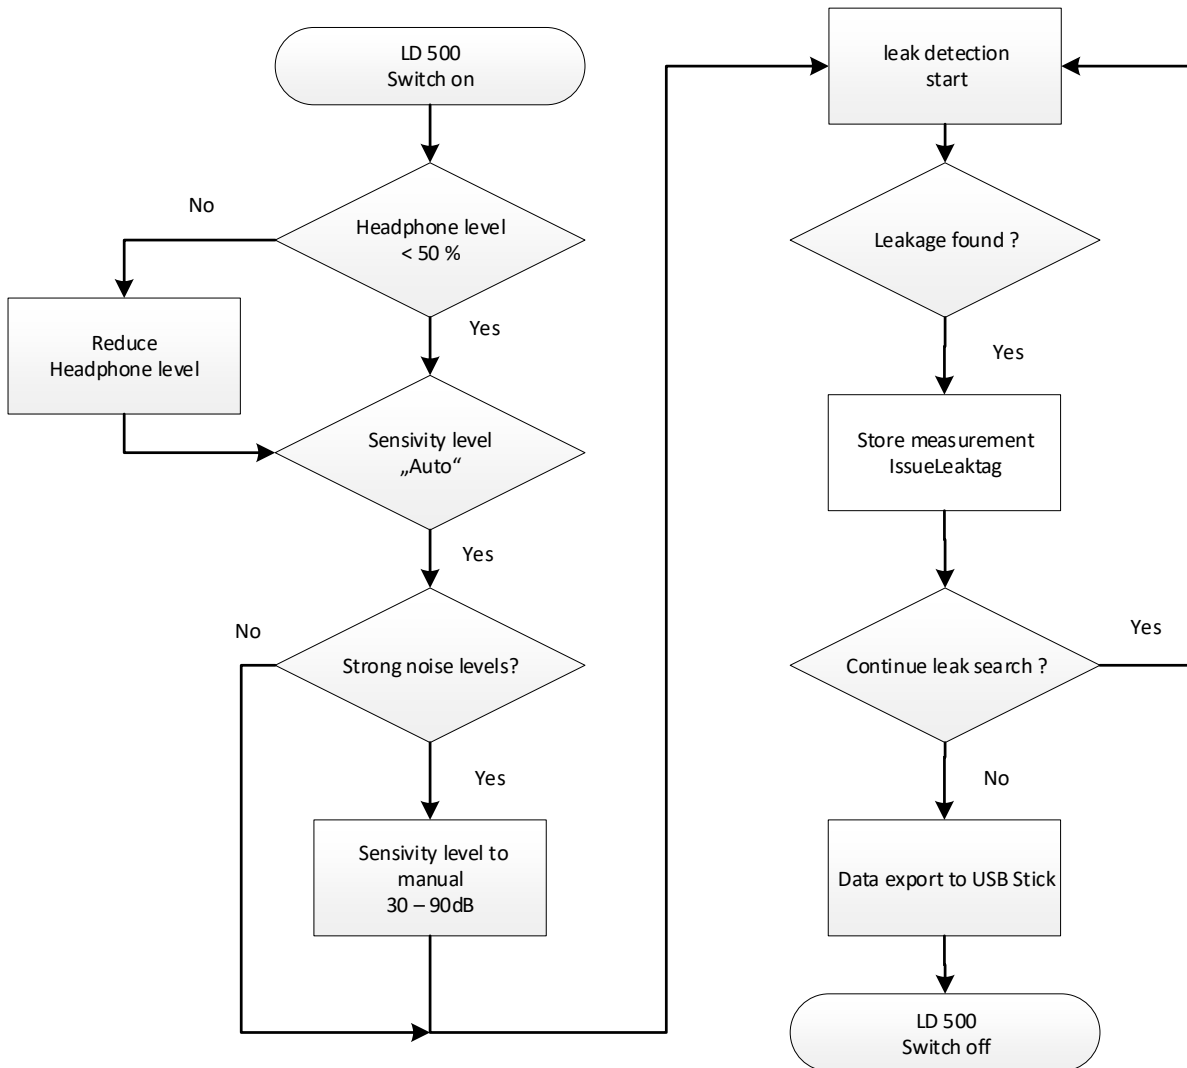 LD 500
Switch on
No
Headphone level
< 50 %
Yes
Reduce
Headphone level
Sensivity level
„Auto“
Yes
No
Strong noise levels?
Yes
Sensivity level to
manual
30 – 90dB
leak detection
start
Leakage found ?
Yes
Store measurement
IssueLeaktag
Continue leak search ?
Yes
No
Data export to USB Stick
LD 500
Switch off